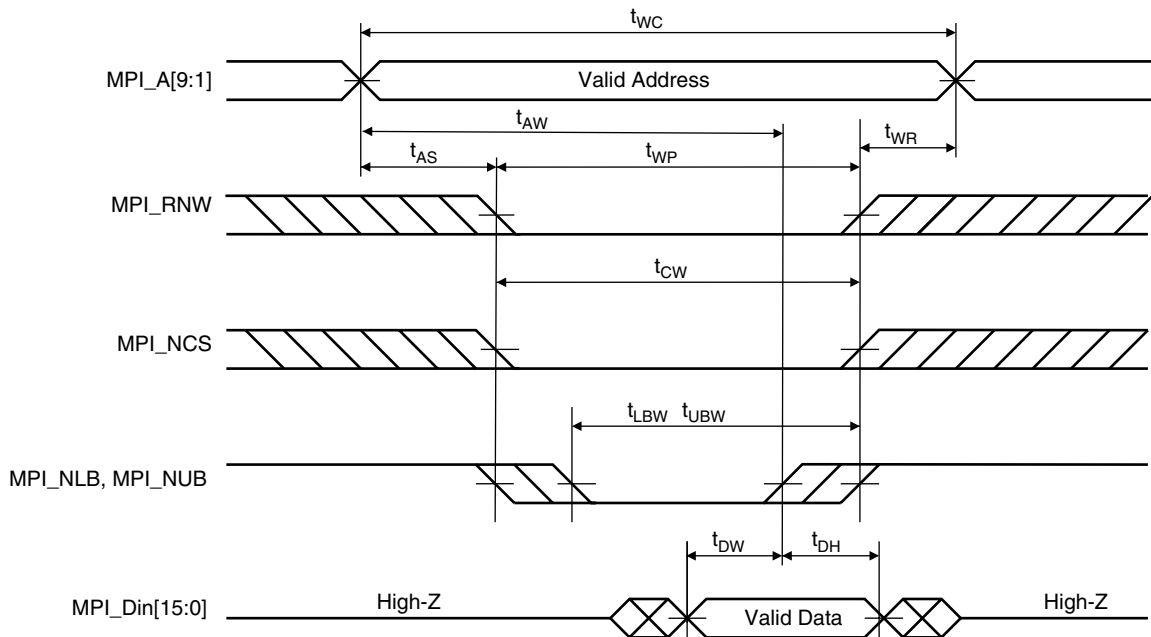 tWC
MPI_A[9:1]
Valid Address
tAW
tWR
tAS
tWP
MPI_RNW
tCW
MPI_NCS
tLBW tUBW
MPI_NLB, MPI_NUB
tDW
tDH
High-Z
High-Z
MPI_Din[15:0]
Valid Data